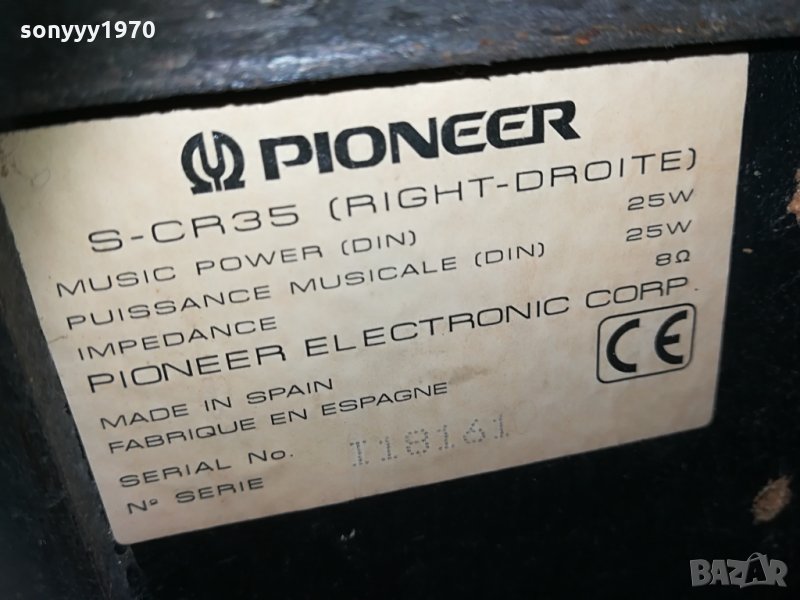 sonyyy1970
PIONEER
S-CR35 (RIGHT-DROITE)
MUSIC POWER (DIN) 25W
PUISSANCE MUSICALE (DIN) 25W
IMPEDANCE 8Ω
PIONEER ELECTRONIC CORP.
CE
MADE IN SPAIN
FABRIQUE EN ESPAGNE
SERIAL No. I18161
Nº SERIE
BAZAR